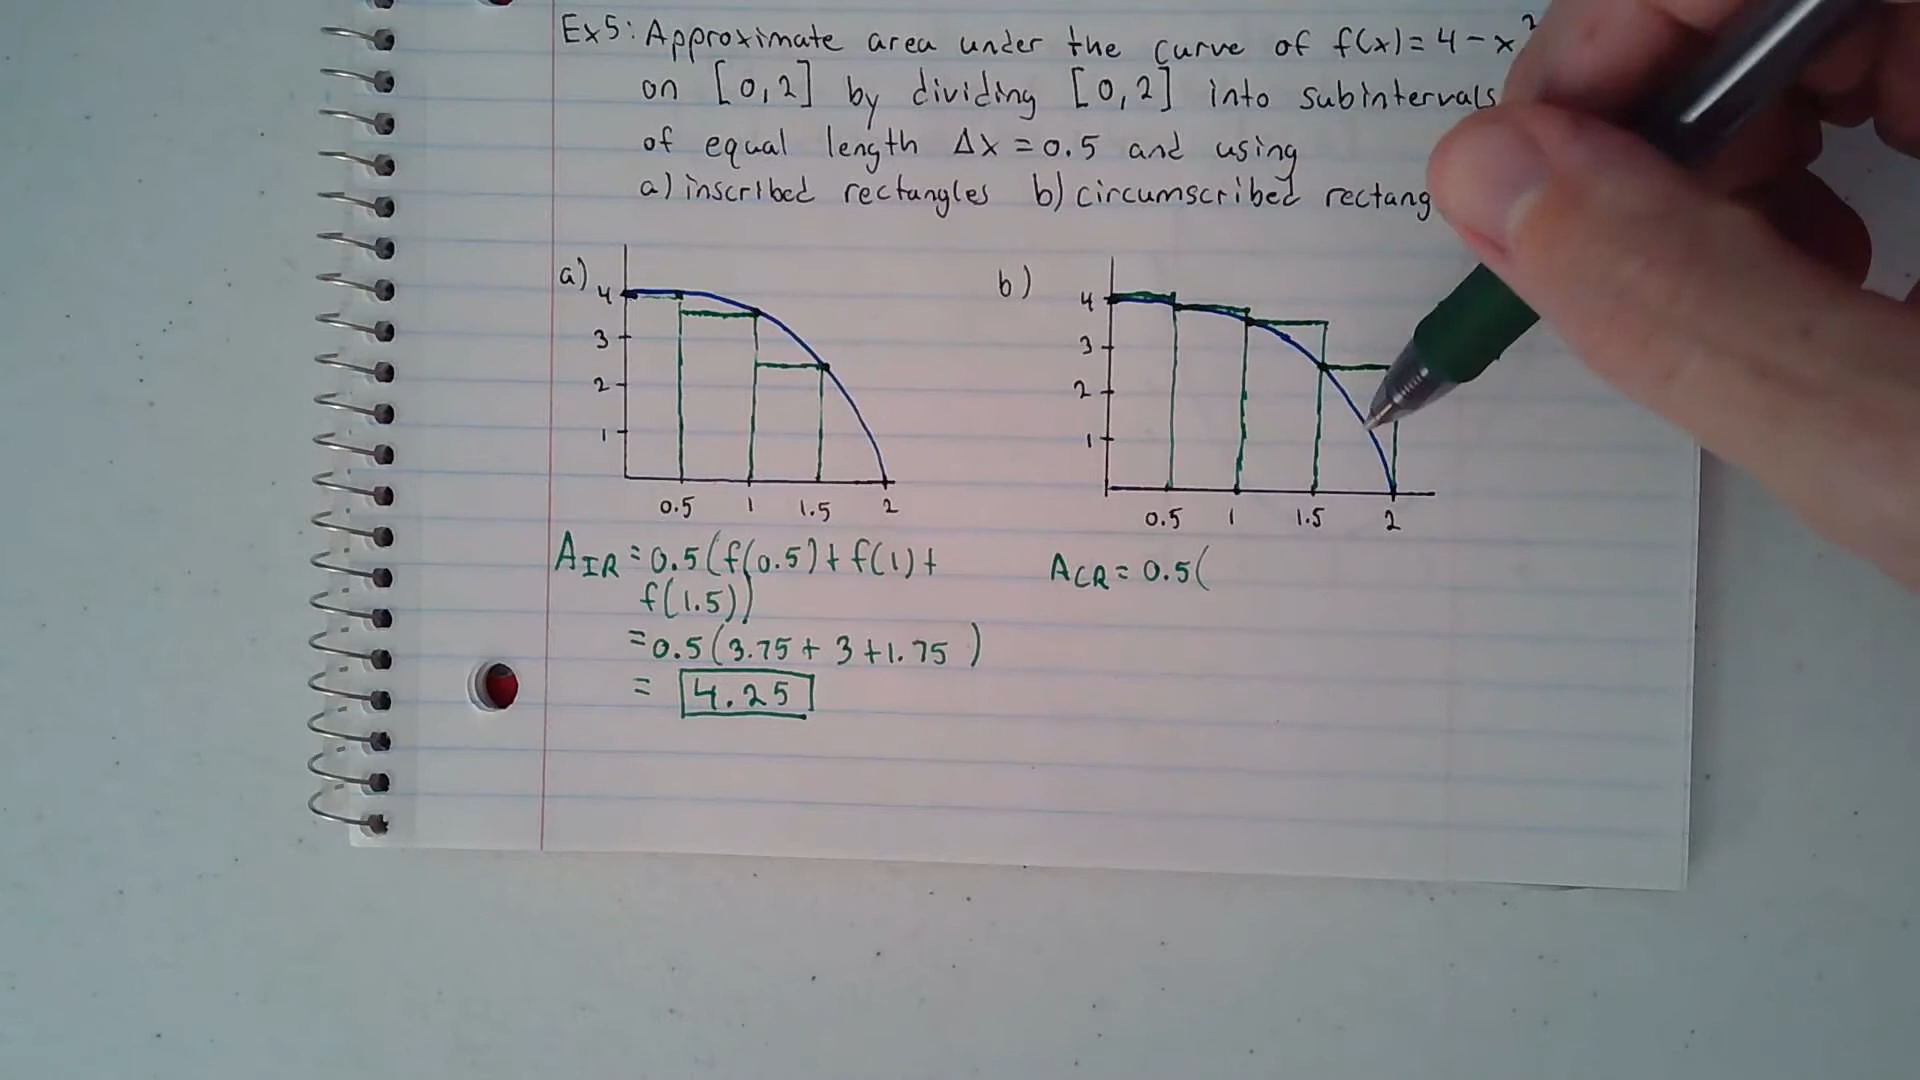 Ex5: Approximate area under the curve of f(x)=4-x²
on [0,2] by dividing [0,2] into subintervals
of equal length Δx=0.5 and using
a) inscribed rectangles b) circumscribed rectang
a)
4
3
2
1
0.5 1 1.5 2
b)
4
3
2
1
0.5 1 1.5 2
A_IR = 0.5(f(0.5)+f(1)+
f(1.5))
=0.5(3.75+3+1.75)
= 4.25
A_CR = 0.5(